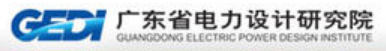 GEDI 广东省电力设计研究院
GUANGDONG ELECTRIC POWER DESIGN INSTITUTE